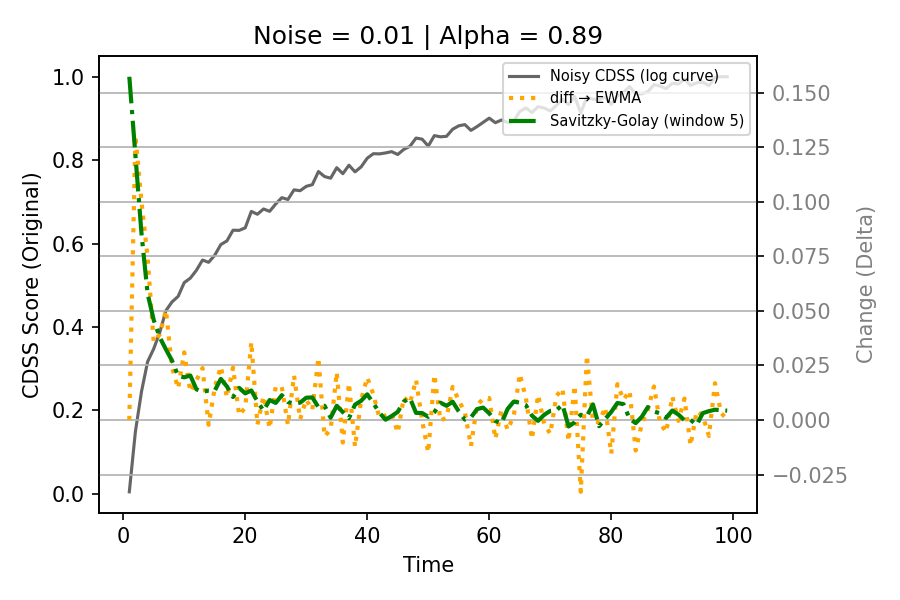 Noise = 0.01 | Alpha = 0.89
Noisy CDSS (log curve)
diff → EWMA
Savitzky-Golay (window 5)
CDSS Score (Original)
1.0
0.8
0.6
0.4
0.2
0.0
0.150
0.125
0.100
0.075
0.050
0.025
0.000
−0.025
Change (Delta)
0
20
40
60
80
100
Time